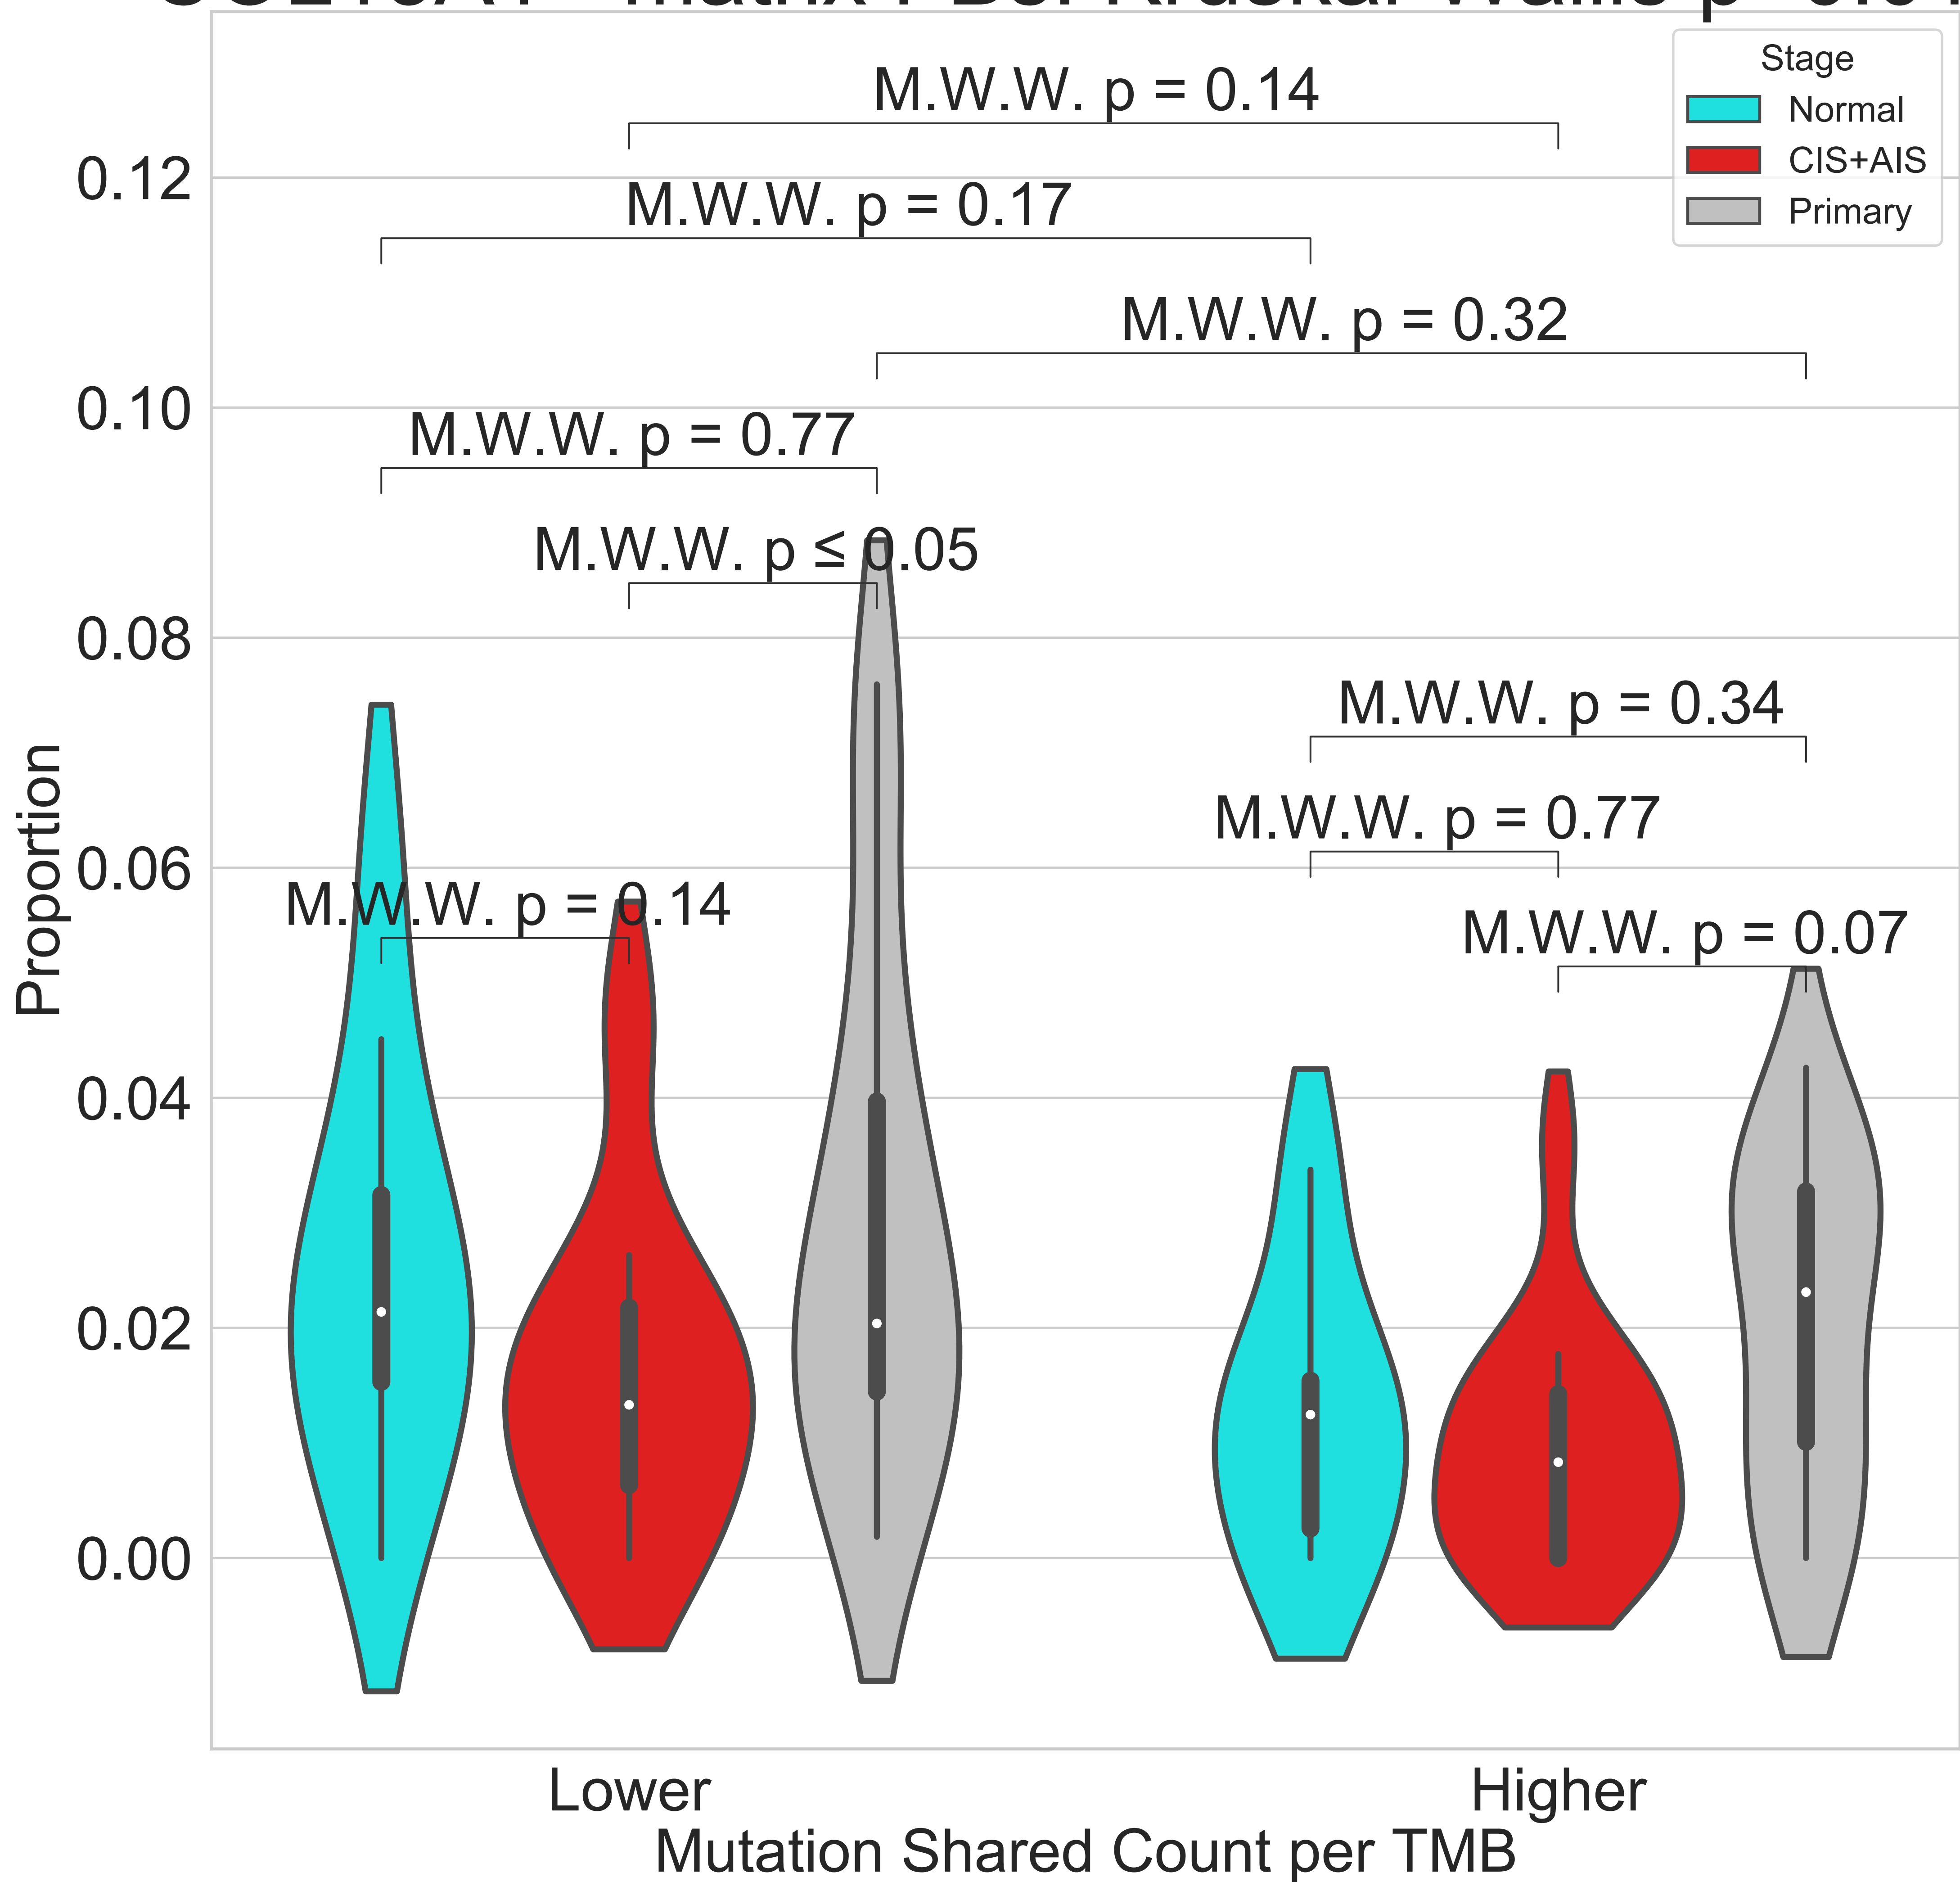 M.W.W. p = 0.14
Stage
Normal
CIS+AIS
Primary
M.W.W. p = 0.17
M.W.W. p = 0.32
M.W.W. p = 0.77
M.W.W. p ≤ 0.05
M.W.W. p = 0.34
M.W.W. p = 0.77
M.W.W. p = 0.14
M.W.W. p = 0.07
0.12
0.10
0.08
0.06
0.04
0.02
0.00
Proportion
Lower
Higher
Mutation Shared Count per TMB